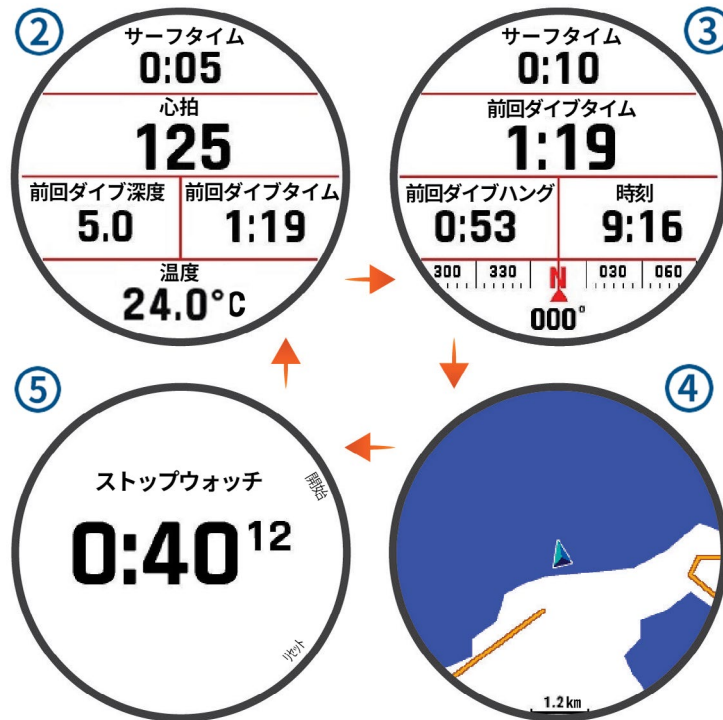 ②
サーフタイム
0:05
心拍
125
前回ダイブ深度 前回ダイブタイム
5.0 1:19
温度
24.0°C
③
サーフタイム
0:10
前回ダイブタイム
1:19
前回ダイブハング 時刻
0:53 9:16
300 330 N 030 060
000°
④
1.2km
⑤
ストップウォッチ
開始
0:40 12
リセット